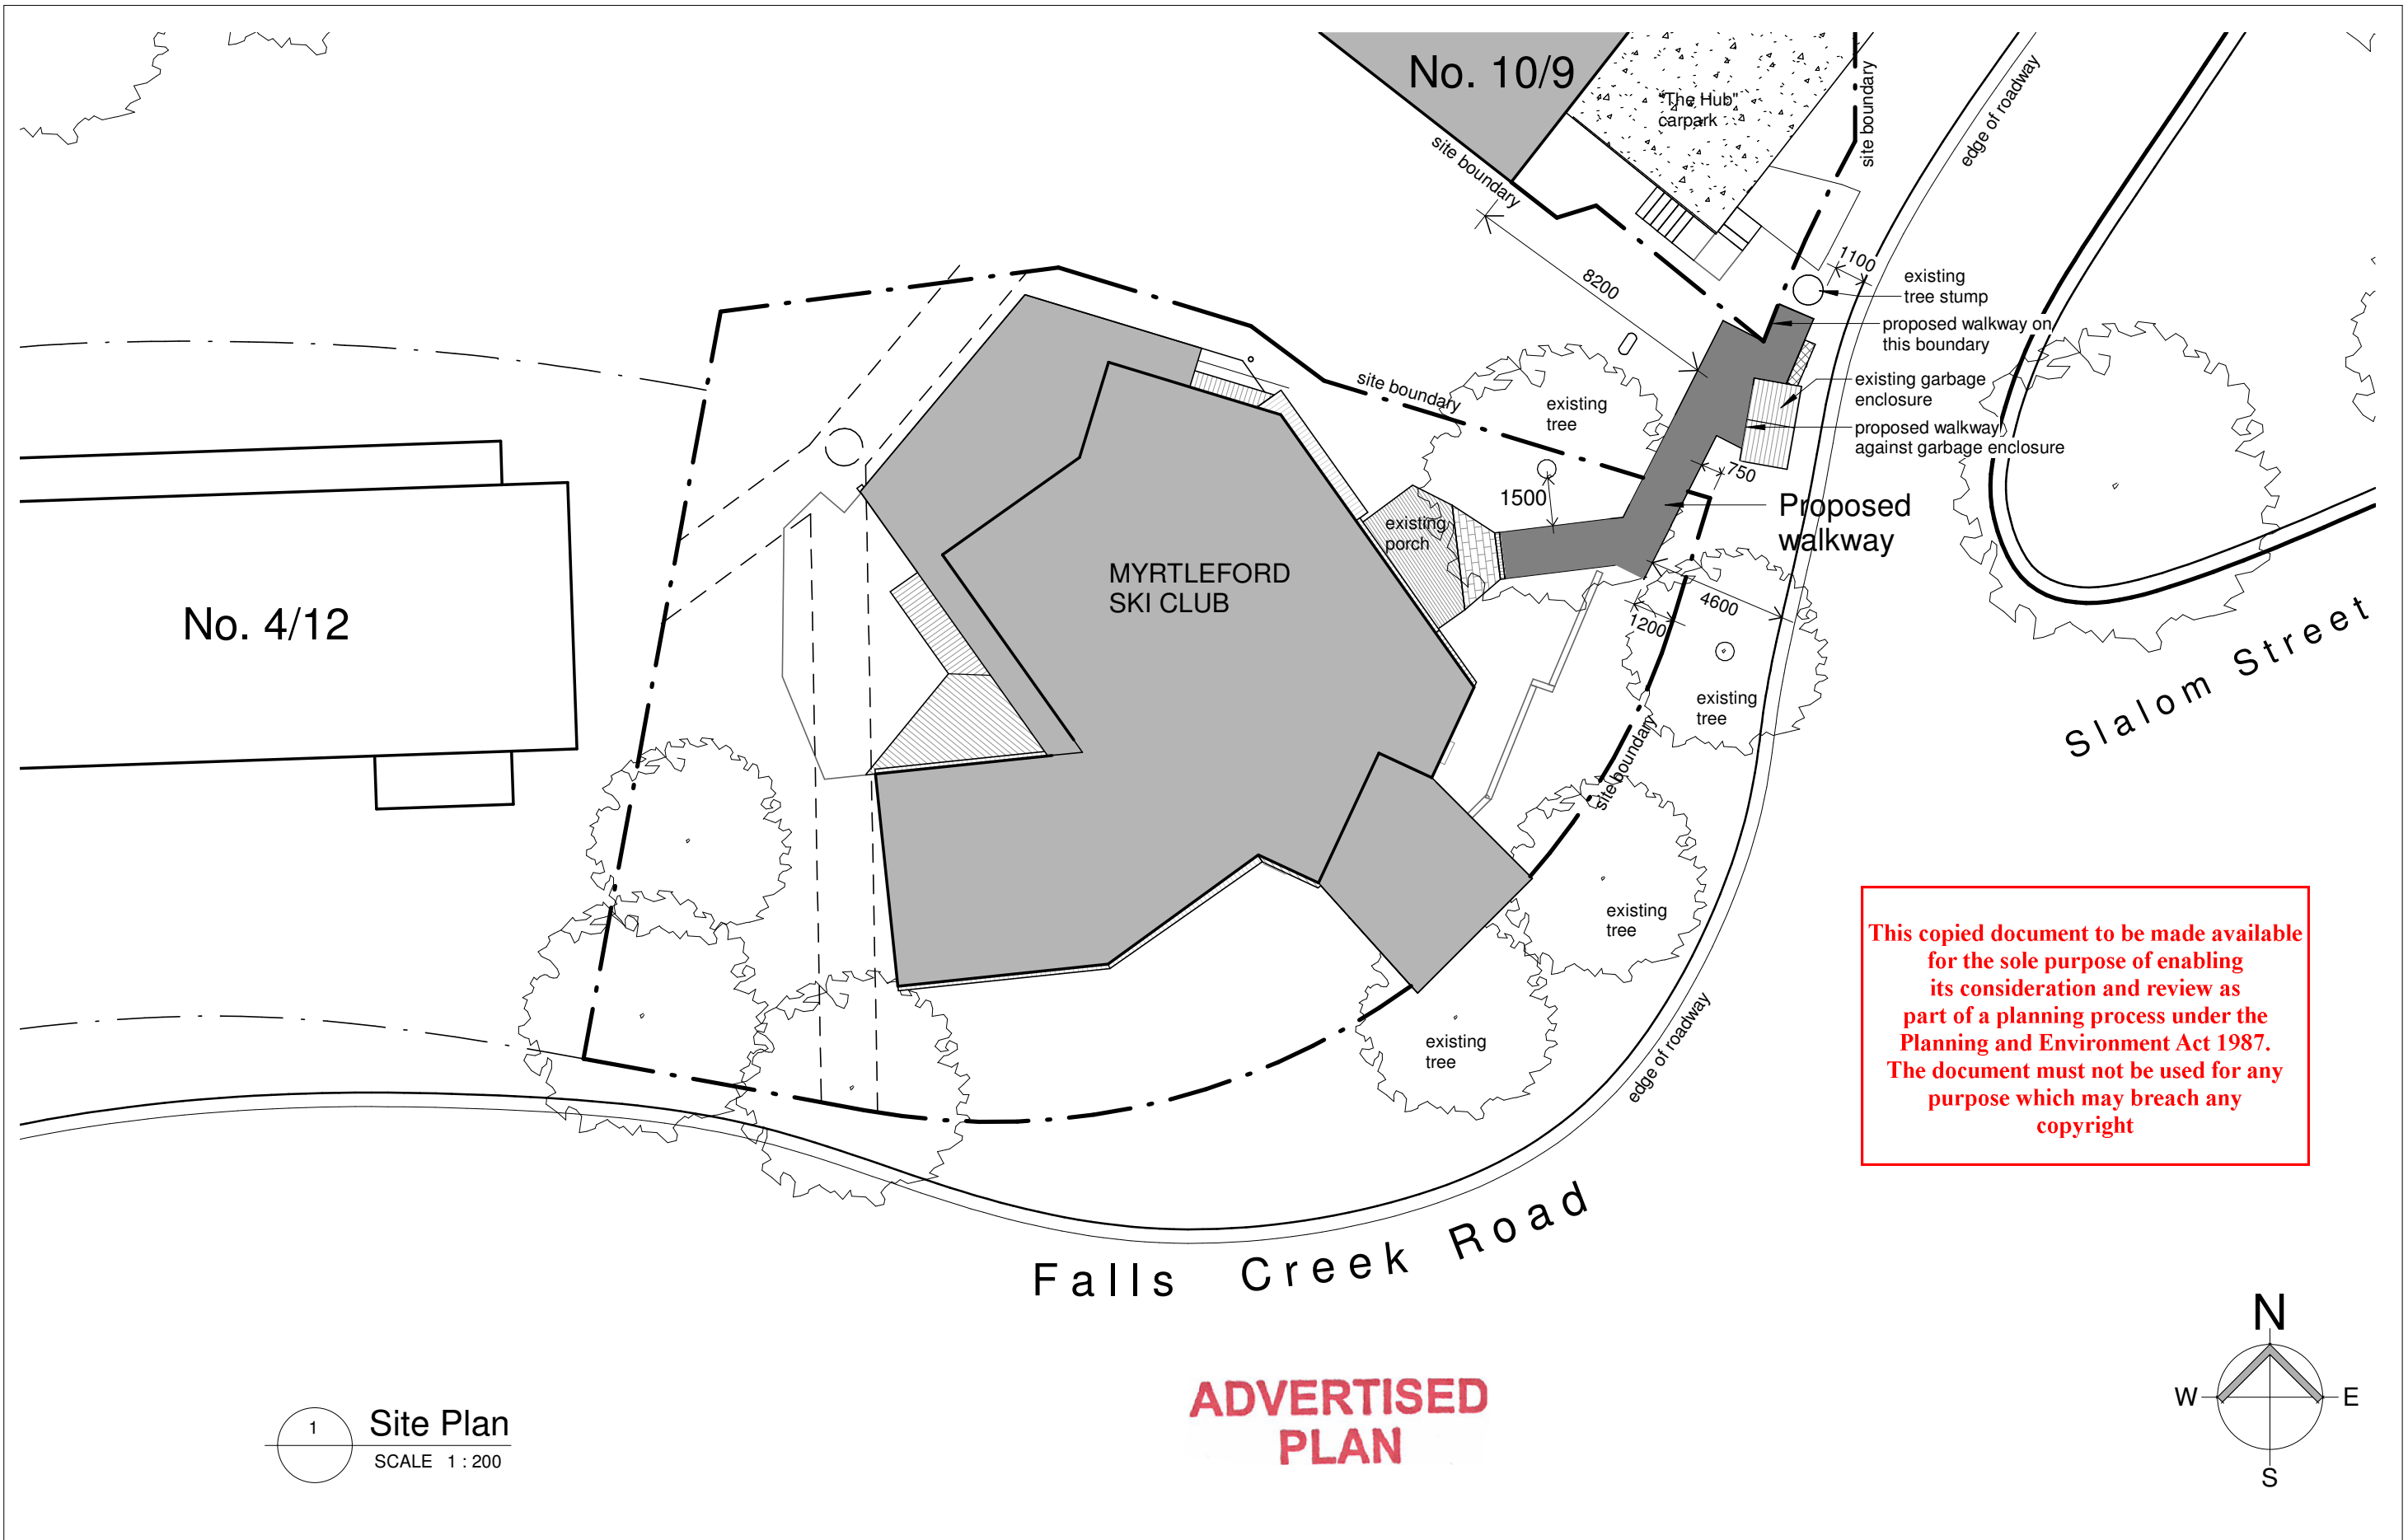 No. 10/9
"The Hub"
carpark
site boundary
site boundary
edge of roadway
1100
existing
tree stump
8200
proposed walkway on
this boundary
existing garbage
enclosure
proposed walkway
against garbage enclosure
site boundary
existing
tree
750
1500
Proposed
walkway
existing
porch
MYRTLEFORD
SKI CLUB
No. 4/12
4600
1200
existing
tree
Slalom Street
site boundary
existing
tree
existing
tree
edge of roadway
This copied document to be made available
for the sole purpose of enabling
its consideration and review as
part of a planning process under the
Planning and Environment Act 1987.
The document must not be used for any
purpose which may breach any
copyright
Falls Creek Road
N
W
E
S
1
Site Plan
SCALE 1 : 200
ADVERTISED
PLAN